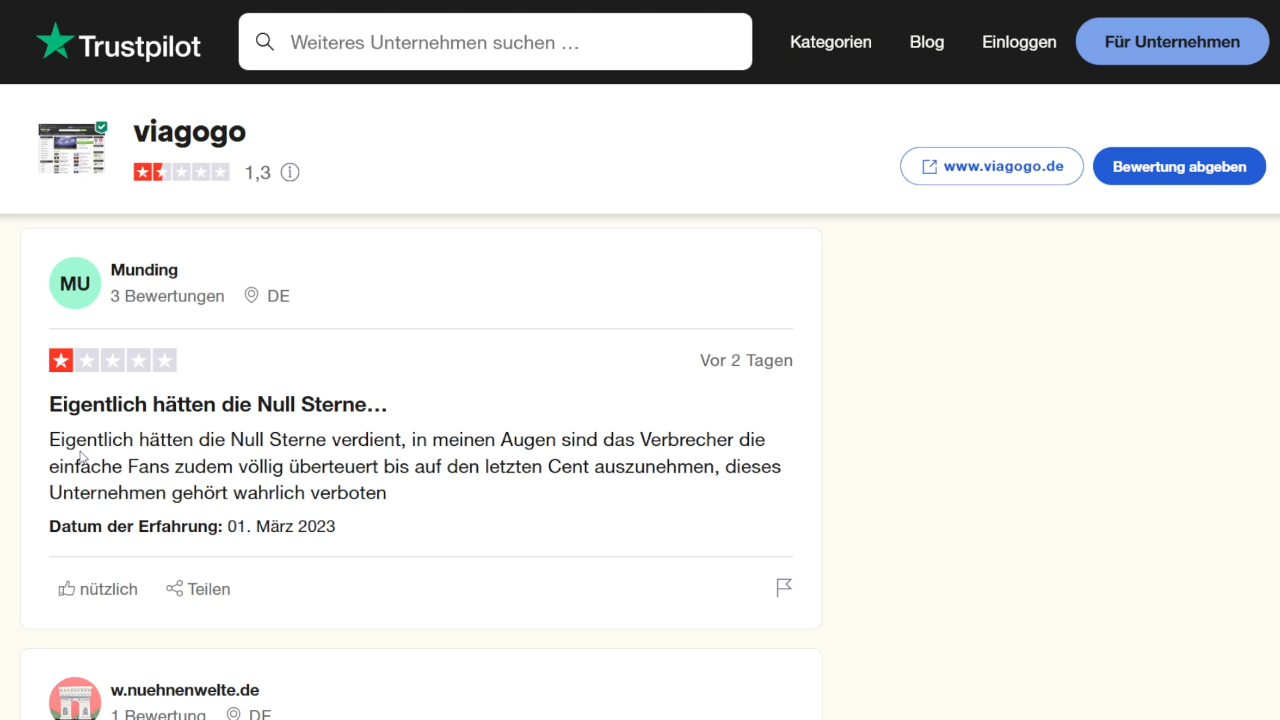 Trustpilot
Weiteres Unternehmen suchen …
Kategorien
Blog
Einloggen
Für Unternehmen
viagogo
1,3
www.viagogo.de
Bewertung abgeben
MU
Munding
3 Bewertungen
DE
Vor 2 Tagen
Eigentlich hätten die Null Sterne…
Eigentlich hätten die Null Sterne verdient, in meinen Augen sind das Verbrecher die
einfache Fans zudem völlig überteuert bis auf den letzten Cent auszunehmen, dieses
Unternehmen gehört wahrlich verboten
Datum der Erfahrung: 01. März 2023
nützlich
Teilen
w.nuehnenwelte.de
1 Bewertung
DE